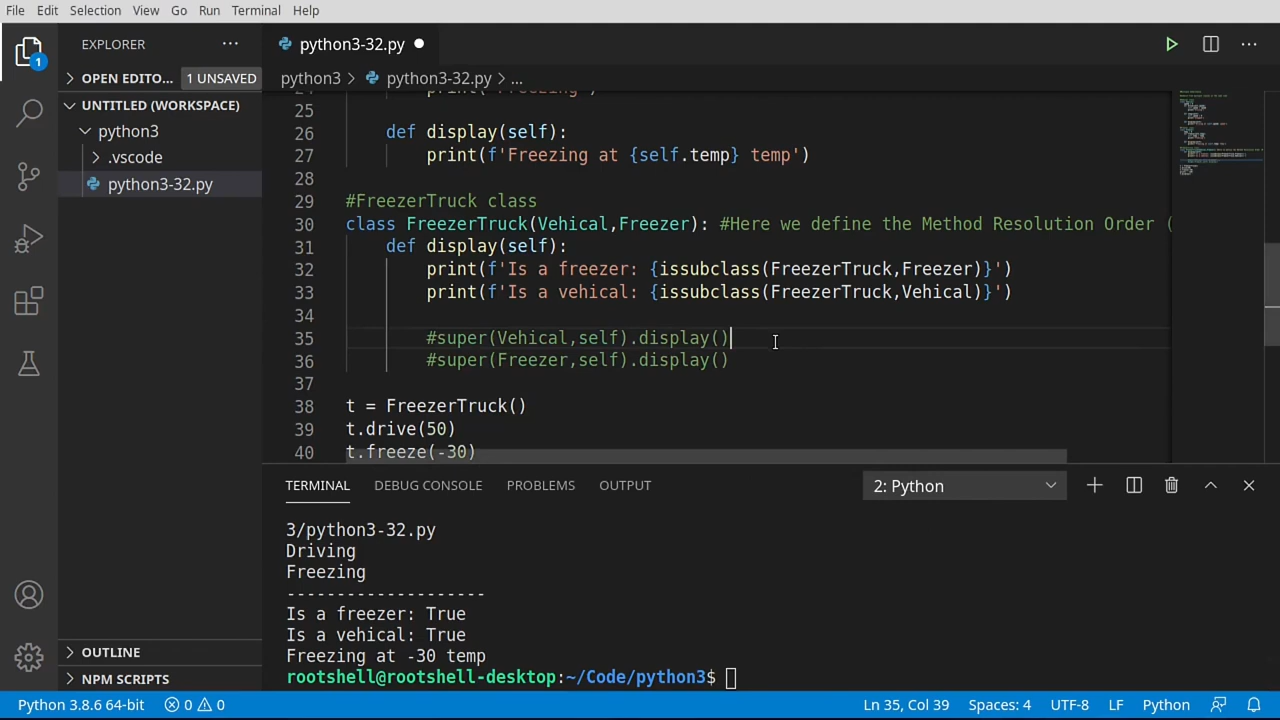 File Edit Selection View Go Run Terminal Help
EXPLORER ...
python3-32.py
OPEN EDITO... 1 UNSAVED
python3 > python3-32.py > ...
1
UNTITLED (WORKSPACE)
python3
.vscode
python3-32.py
25
26 def display(self):
27 print(f'Freezing at {self.temp} temp')
28
29 #FreezerTruck class
30 class FreezerTruck(Vehical,Freezer): #Here we define the Method Resolution Order (
31 def display(self):
32 print(f'Is a freezer: {issubclass(FreezerTruck,Freezer)}')
33 print(f'Is a vehical: {issubclass(FreezerTruck,Vehical)}')
34
35 #super(Vehical,self).display()
36 #super(Freezer,self).display()
37
38 t = FreezerTruck()
39 t.drive(50)
40 t.freeze(-30)
TERMINAL DEBUG CONSOLE PROBLEMS OUTPUT 2: Python
3/python3-32.py
Driving
Freezing
--------------------
Is a freezer: True
Is a vehical: True
Freezing at -30 temp
rootshell@rootshell-desktop:~/Code/python3$
OUTLINE
NPM SCRIPTS
Python 3.8.6 64-bit 0 0 Ln 35, Col 39 Spaces: 4 UTF-8 LF Python